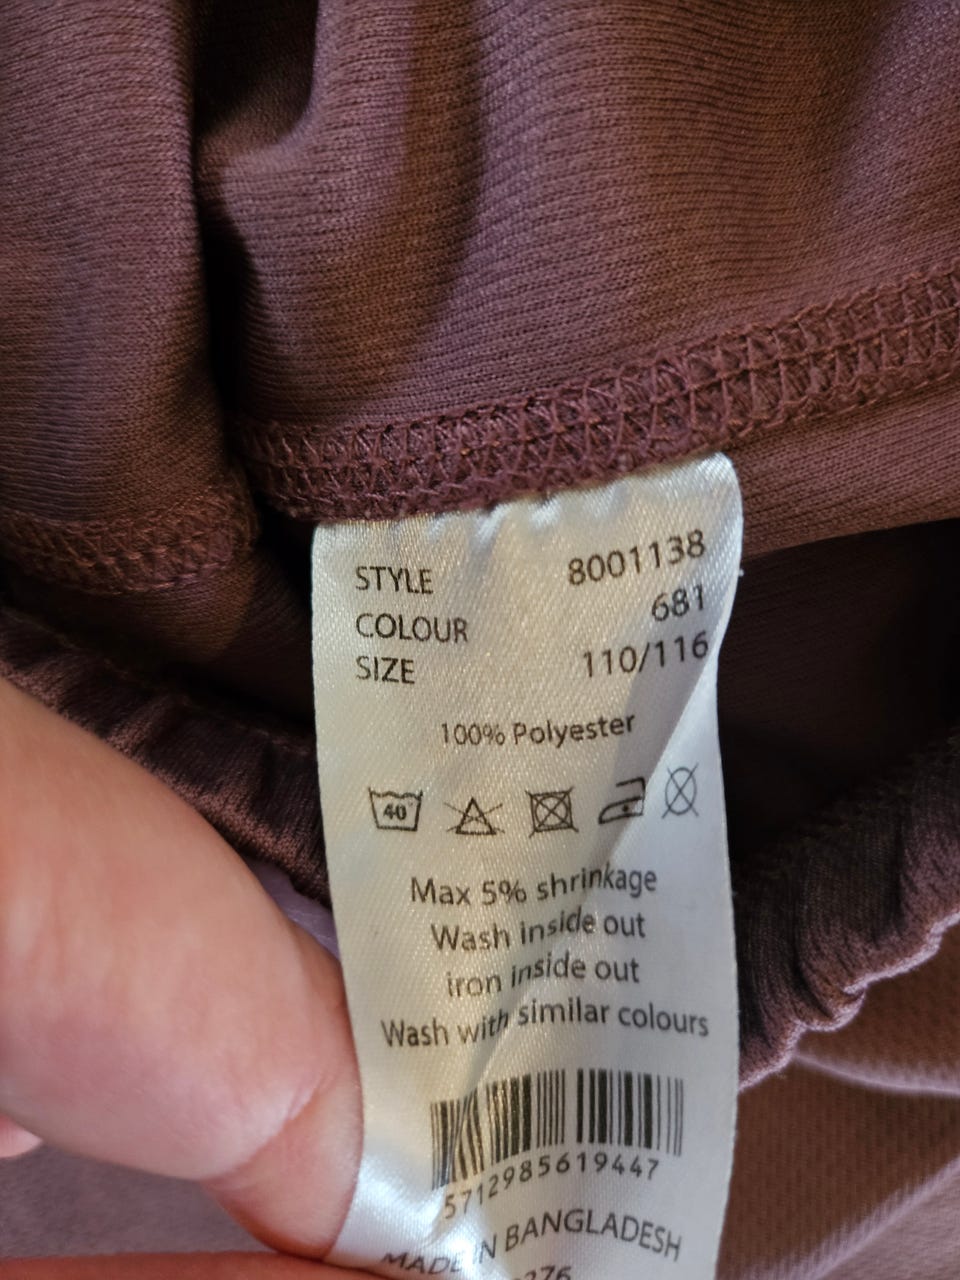 STYLE 8001138
COLOUR 681
SIZE 110/116
100% Polyester
40°
Max 5% shrinkage
Wash inside out
iron inside out
Wash with similar colours
5712985619447
MADE IN BANGLADESH